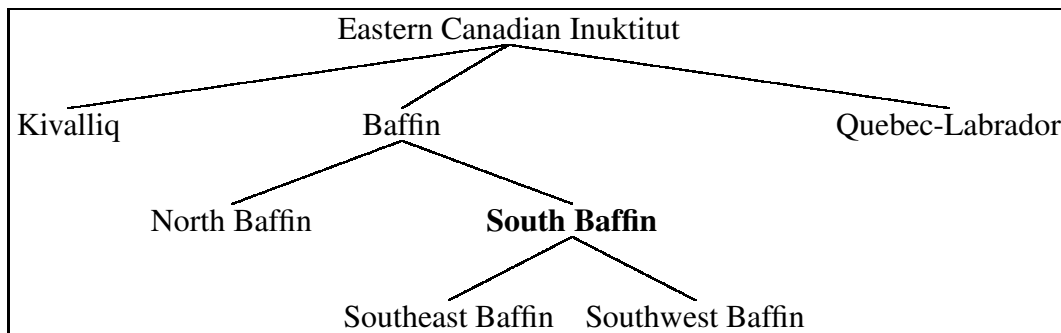 Eastern Canadian Inuktitut
Kivalliq Baffin Quebec-Labrador
North Baffin South Baffin
Southeast Baffin Southwest Baffin